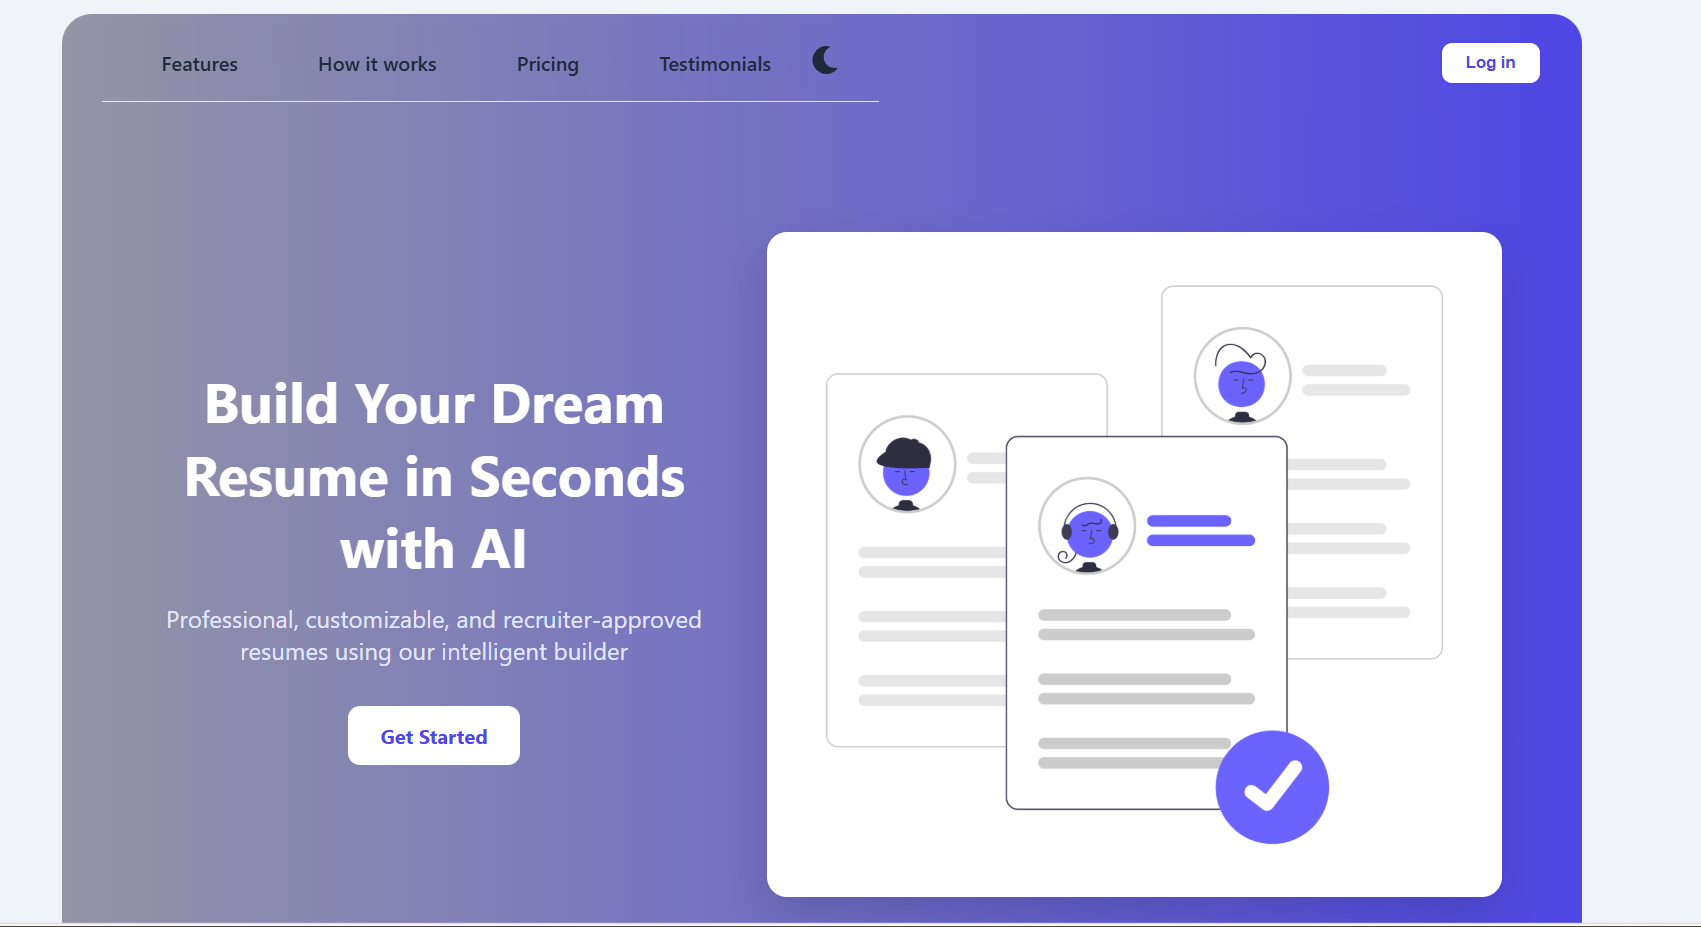 Features How it works Pricing Testimonials Log in
Build Your Dream
Resume in Seconds
with AI
Professional, customizable, and recruiter-approved
resumes using our intelligent builder
Get Started